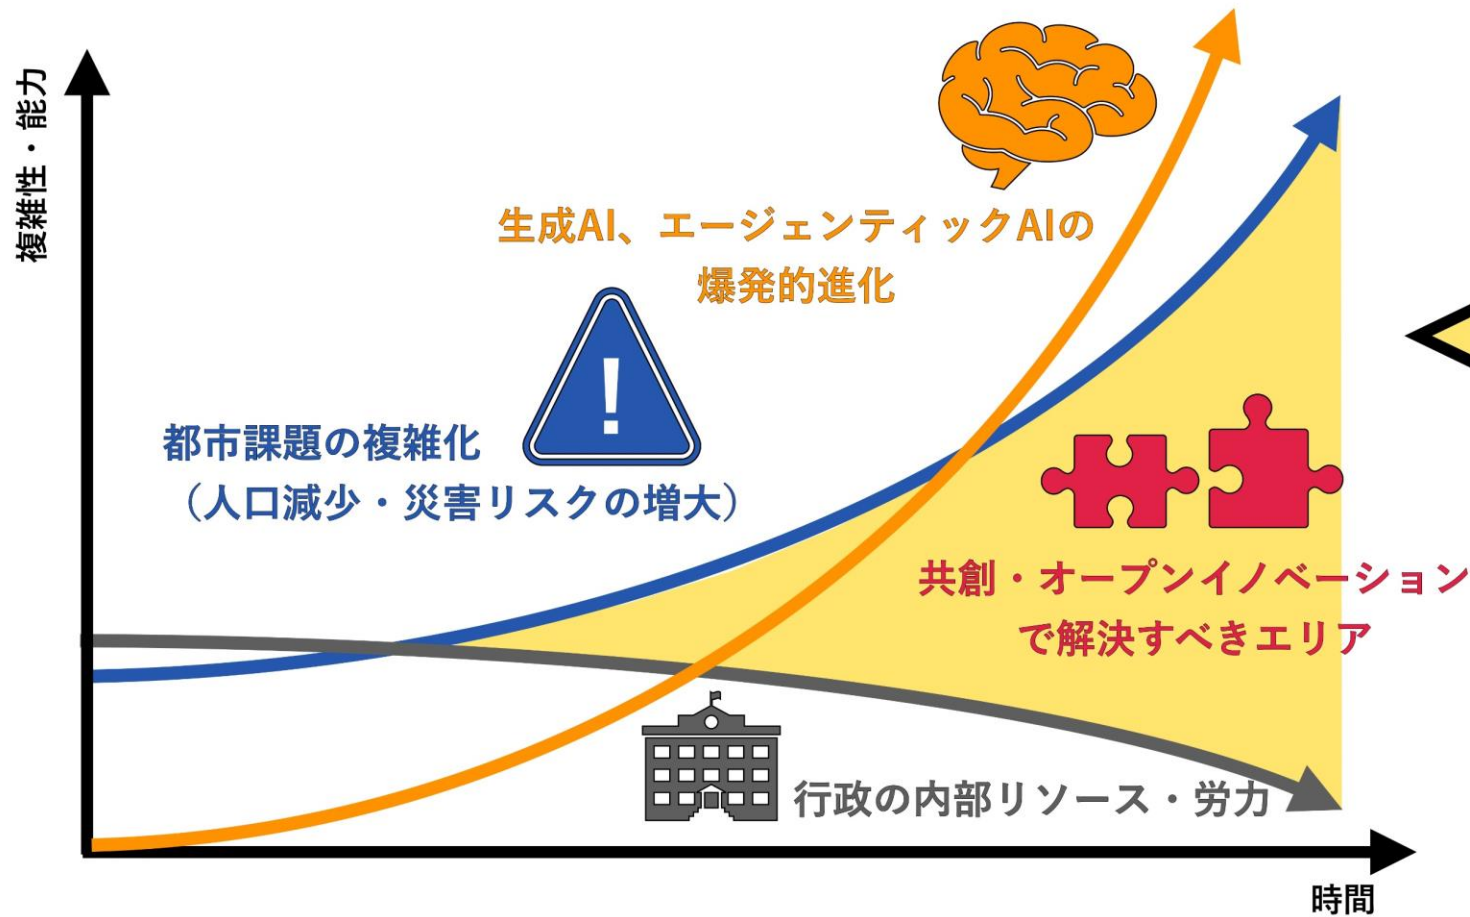 複雑性・能力
生成AI、エージェンティックAIの
爆発的進化
!
都市課題の複雑化
（人口減少・災害リスクの増大）
共創・オープンイノベーション
で解決すべきエリア
行政の内部リソース・労力
時間